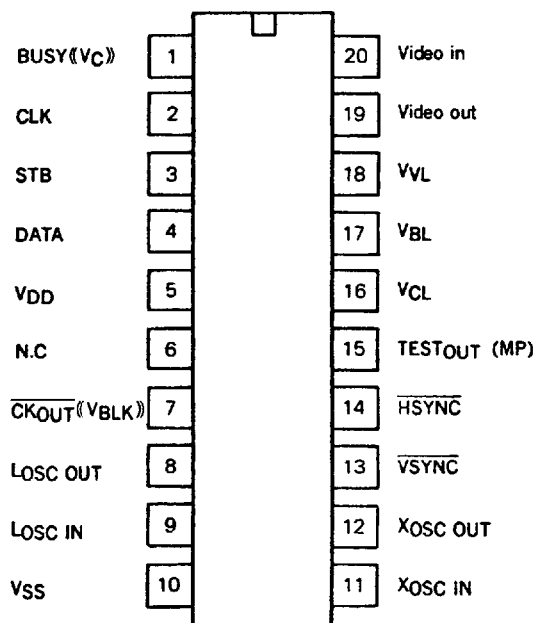 BUSY⟪VC⟫ 1 20 Video in
CLK 2 19 Video out
STB 3 18 VVL
DATA 4 17 VBL
VDD 5 16 VCL
N.C 6 15 TESTOUT (MP)
CKOUT⟪VBLK⟫ 7 14 HSYNC
LOSC OUT 8 13 VSYNC
LOSC IN 9 12 XOSC OUT
VSS 10 11 XOSC IN